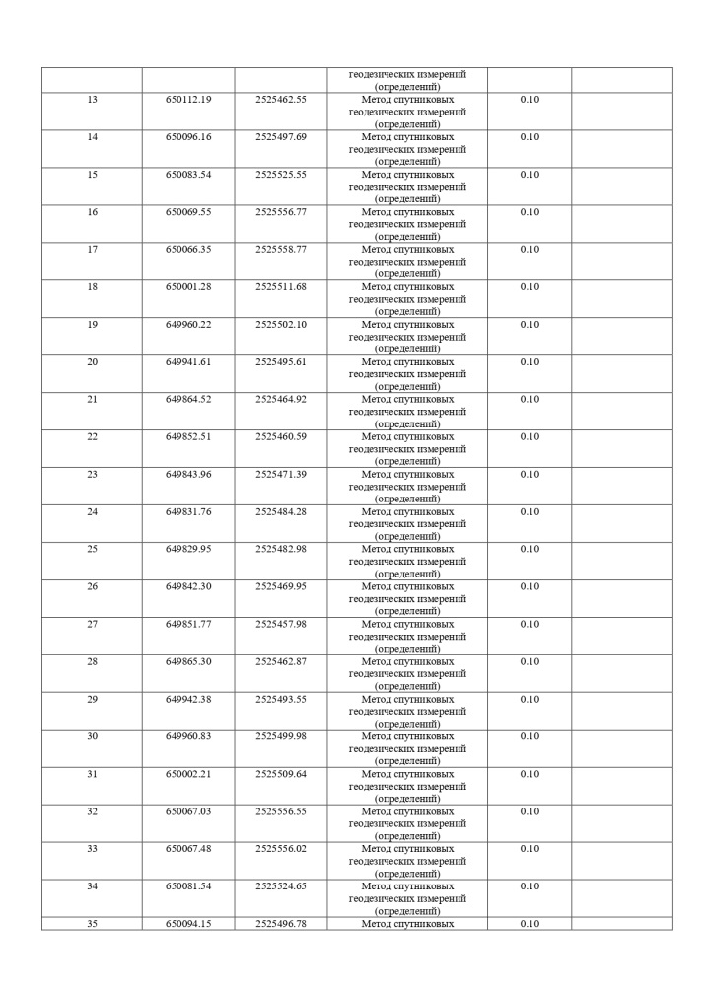 геодезических измерений
(определений)
13 650112.19 2525462.55 Метод спутниковых 0.10
геодезических измерений
(определений)
14 650096.16 2525497.69 Метод спутниковых 0.10
геодезических измерений
(определений)
15 650083.54 2525525.55 Метод спутниковых 0.10
геодезических измерений
(определений)
16 650069.55 2525556.77 Метод спутниковых 0.10
геодезических измерений
(определений)
17 650066.35 2525558.77 Метод спутниковых 0.10
геодезических измерений
(определений)
18 650001.28 2525511.68 Метод спутниковых 0.10
геодезических измерений
(определений)
19 649960.22 2525502.10 Метод спутниковых 0.10
геодезических измерений
(определений)
20 649941.61 2525495.61 Метод спутниковых 0.10
геодезических измерений
(определений)
21 649864.52 2525464.92 Метод спутниковых 0.10
геодезических измерений
(определений)
22 649852.51 2525460.59 Метод спутниковых 0.10
геодезических измерений
(определений)
23 649843.96 2525471.39 Метод спутниковых 0.10
геодезических измерений
(определений)
24 649831.76 2525484.28 Метод спутниковых 0.10
геодезических измерений
(определений)
25 649829.95 2525482.98 Метод спутниковых 0.10
геодезических измерений
(определений)
26 649842.30 2525469.95 Метод спутниковых 0.10
геодезических измерений
(определений)
27 649851.77 2525457.98 Метод спутниковых 0.10
геодезических измерений
(определений)
28 649865.30 2525462.87 Метод спутниковых 0.10
геодезических измерений
(определений)
29 649942.38 2525493.55 Метод спутниковых 0.10
геодезических измерений
(определений)
30 649960.83 2525499.98 Метод спутниковых 0.10
геодезических измерений
(определений)
31 650002.21 2525509.64 Метод спутниковых 0.10
геодезических измерений
(определений)
32 650067.03 2525556.55 Метод спутниковых 0.10
геодезических измерений
(определений)
33 650067.48 2525556.02 Метод спутниковых 0.10
геодезических измерений
(определений)
34 650081.54 2525524.65 Метод спутниковых 0.10
геодезических измерений
(определений)
35 650094.15 2525496.78 Метод спутниковых 0.10